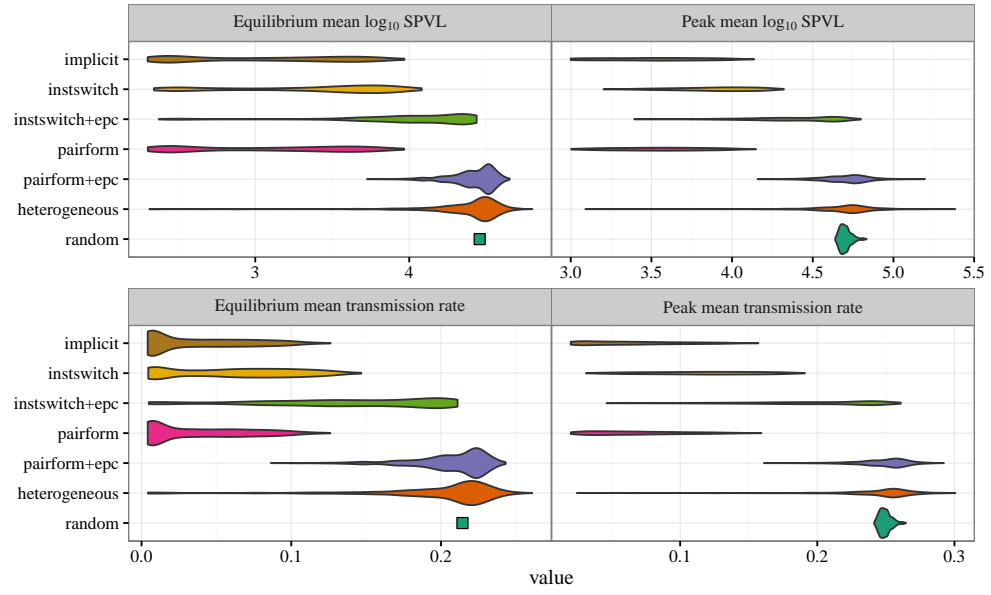 Equilibrium mean log₁₀ SPVL
Peak mean log₁₀ SPVL
implicit
instswitch
instswitch+epc
pairform
pairform+epc
heterogeneous
random
3 4
3.0 3.5 4.0 4.5 5.0 5.5
Equilibrium mean transmission rate
Peak mean transmission rate
implicit
instswitch
instswitch+epc
pairform
pairform+epc
heterogeneous
random
0.0 0.1 0.2
0.1 0.2 0.3
value